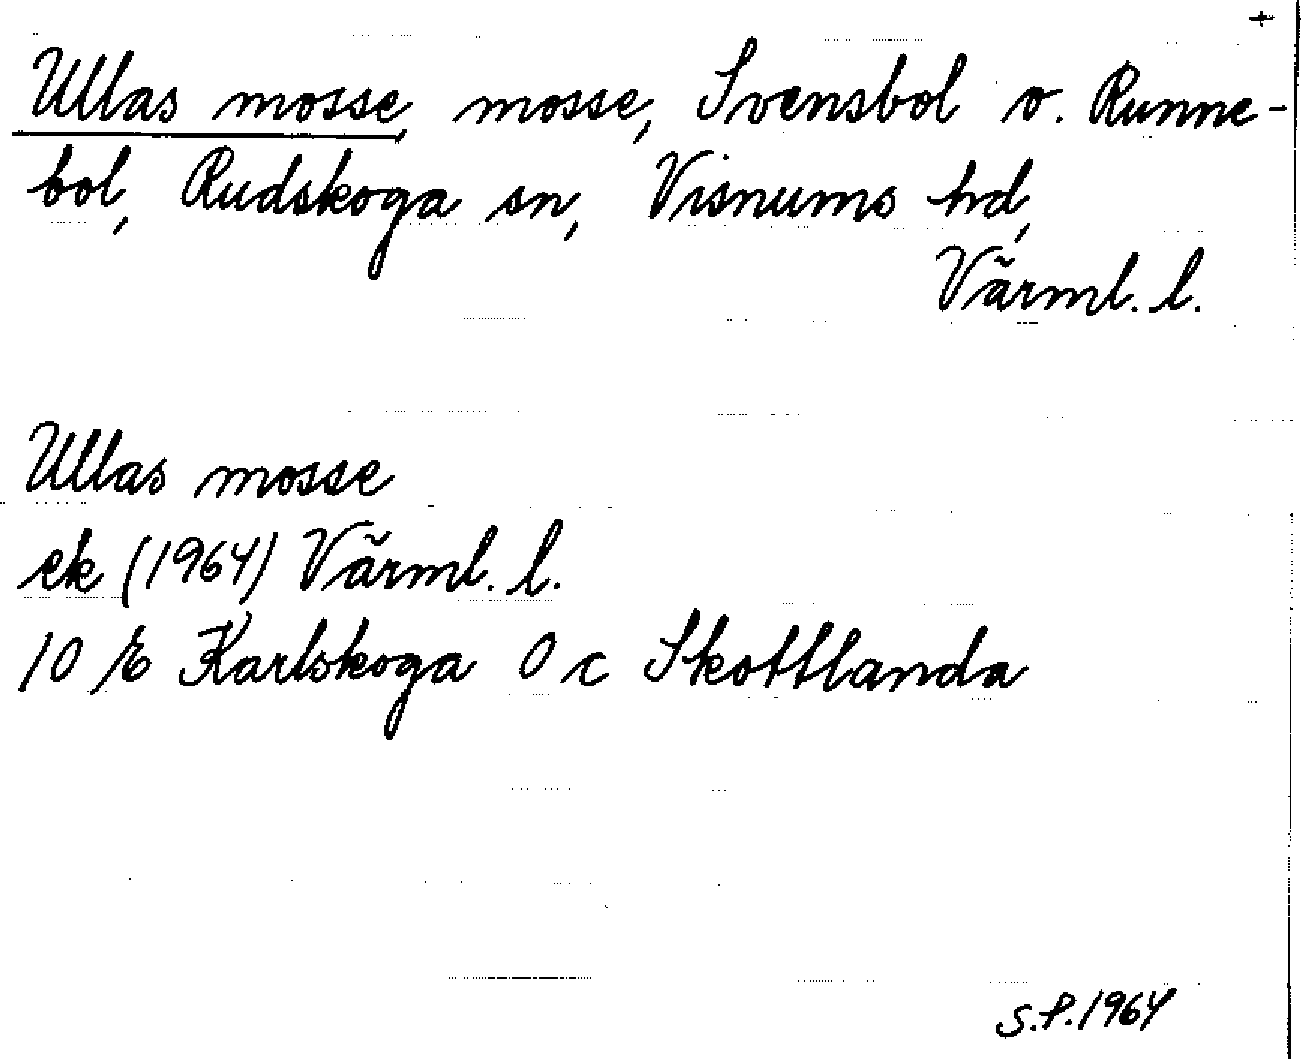 +
Ullas mosse, mosse, Svensbol o. Runne-
bol, Rudskoga sn, Visnums hd,
Värml. l.
Ullas mosse
ek (1964) Värml. l.
10 E Karlskoga 0 c Skottlanda
S.P. 1964